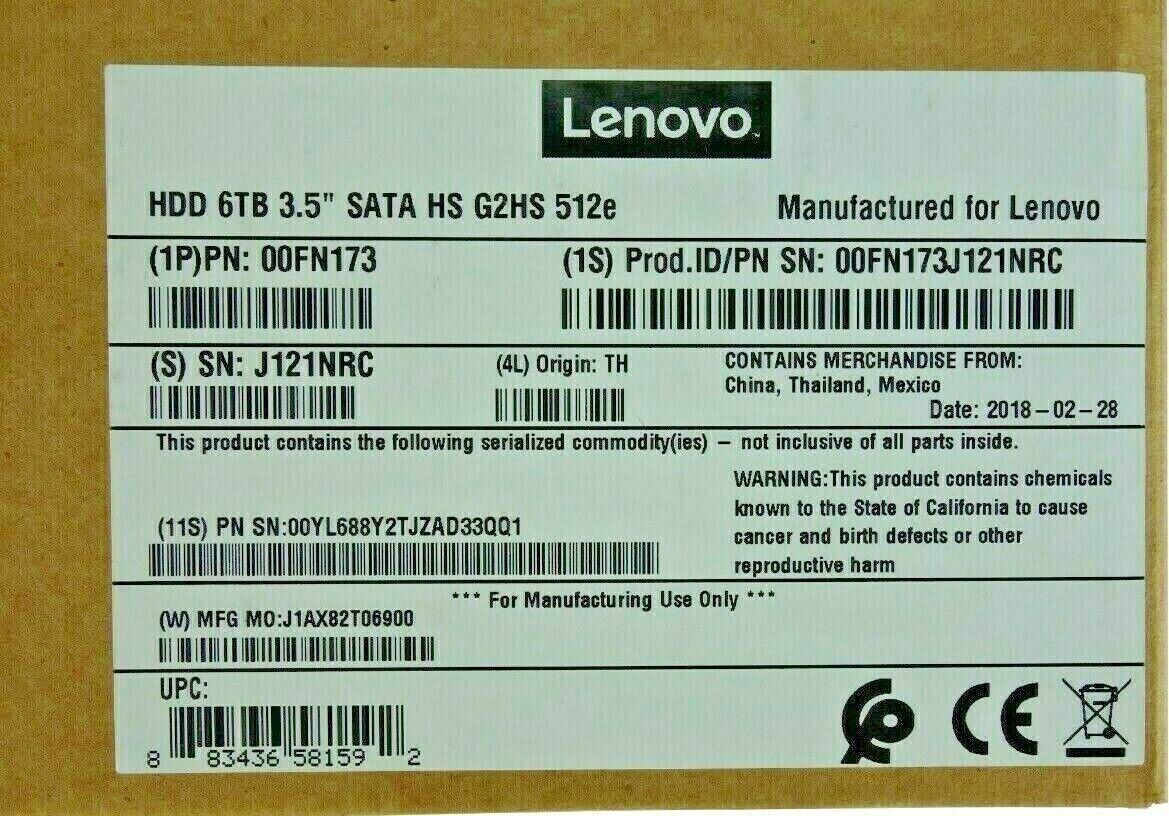 Lenovo™
HDD 6TB 3.5" SATA HS G2HS 512e
Manufactured for Lenovo
(1P)PN: 00FN173
(1S) Prod.ID/PN SN: 00FN173J121NRC
(S) SN: J121NRC
(4L) Origin: TH
CONTAINS MERCHANDISE FROM:
China, Thailand, Mexico
Date: 2018-02-28
This product contains the following serialized commodity(ies) — not inclusive of all parts inside.
(11S) PN SN:00YL688Y2TJZAD33QQ1
WARNING:This product contains chemicals
known to the State of California to cause
cancer and birth defects or other
reproductive harm
*** For Manufacturing Use Only ***
(W) MFG MO:J1AX82T06900
UPC:
8 83436 58159 2
CE